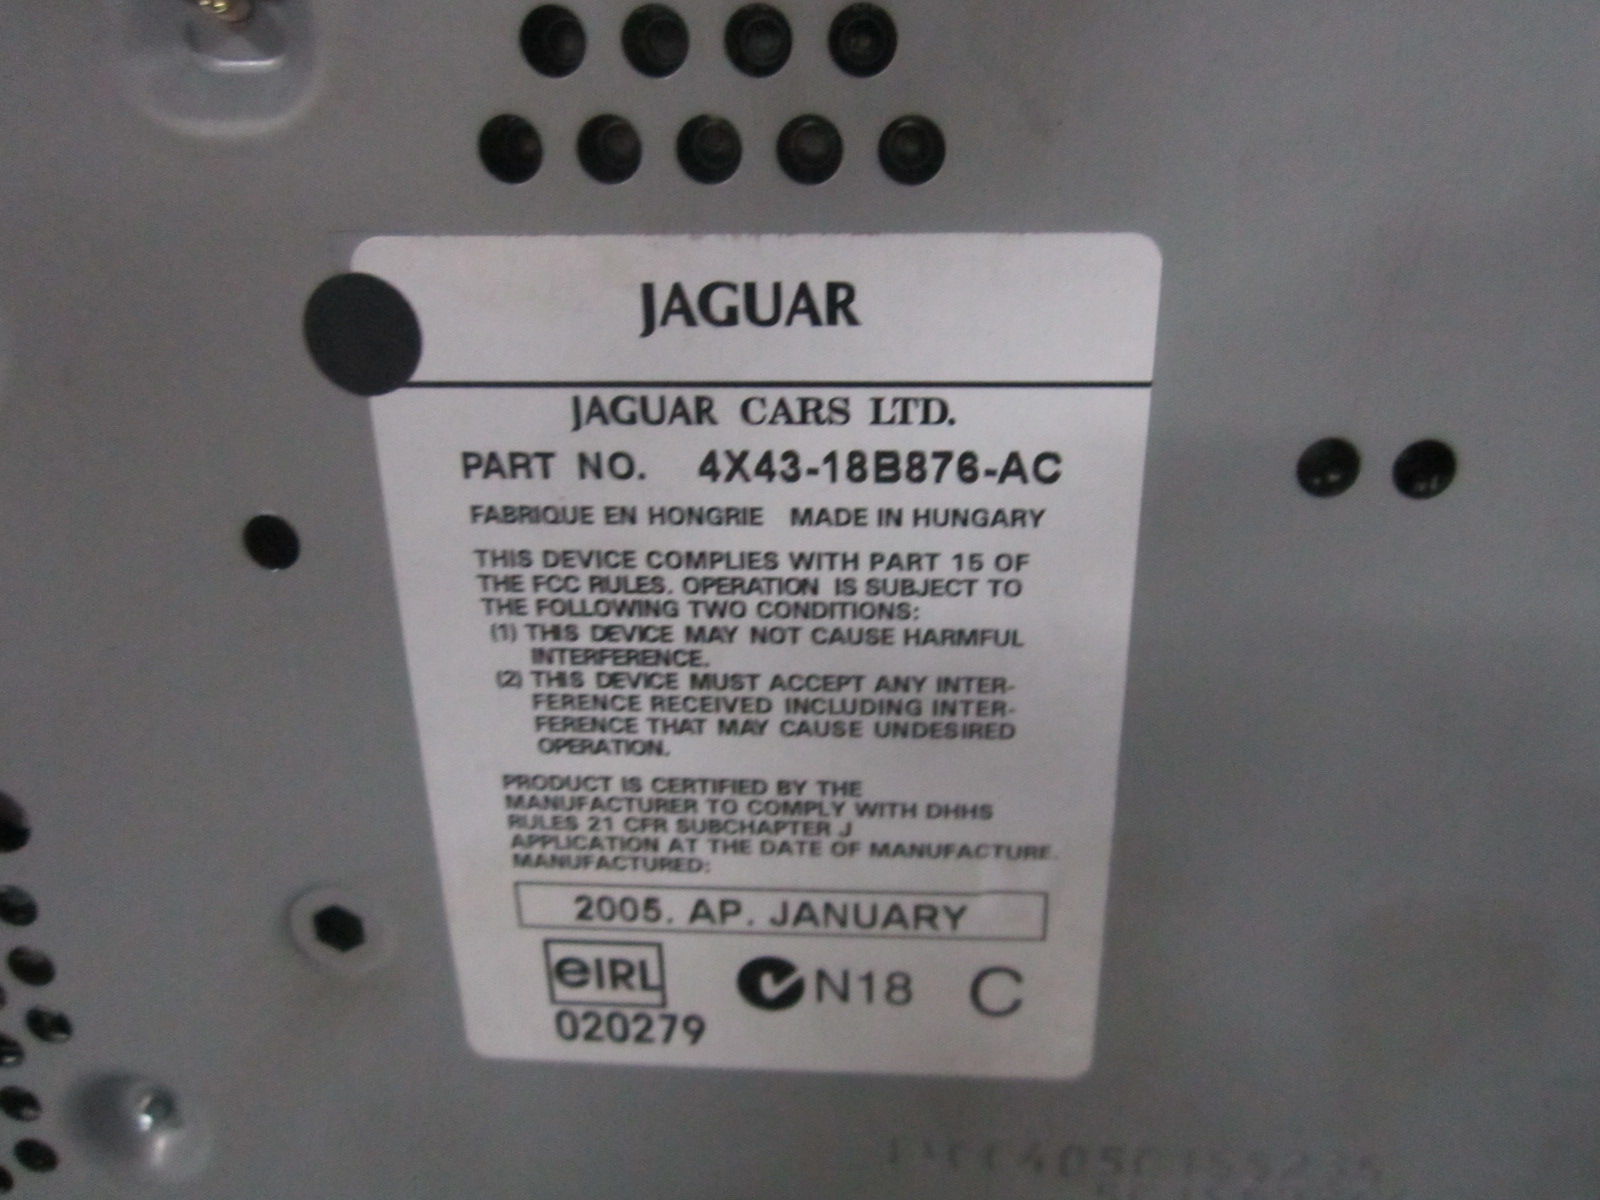 JAGUAR
JAGUAR CARS LTD.
PART NO. 4X43-18B876-AC
FABRIQUE EN HONGRIE MADE IN HUNGARY
THIS DEVICE COMPLIES WITH PART 15 OF
THE FCC RULES. OPERATION IS SUBJECT TO
THE FOLLOWING TWO CONDITIONS:
(1) THIS DEVICE MAY NOT CAUSE HARMFUL
INTERFERENCE.
(2) THIS DEVICE MUST ACCEPT ANY INTER-
FERENCE RECEIVED INCLUDING INTER-
FERENCE THAT MAY CAUSE UNDESIRED
OPERATION.
PRODUCT IS CERTIFIED BY THE
MANUFACTURER TO COMPLY WITH DHHS
RULES 21 CFR SUBCHAPTER J
APPLICATION AT THE DATE OF MANUFACTURE.
MANUFACTURED:
2005. AP. JANUARY
eIRL N18 C
020279